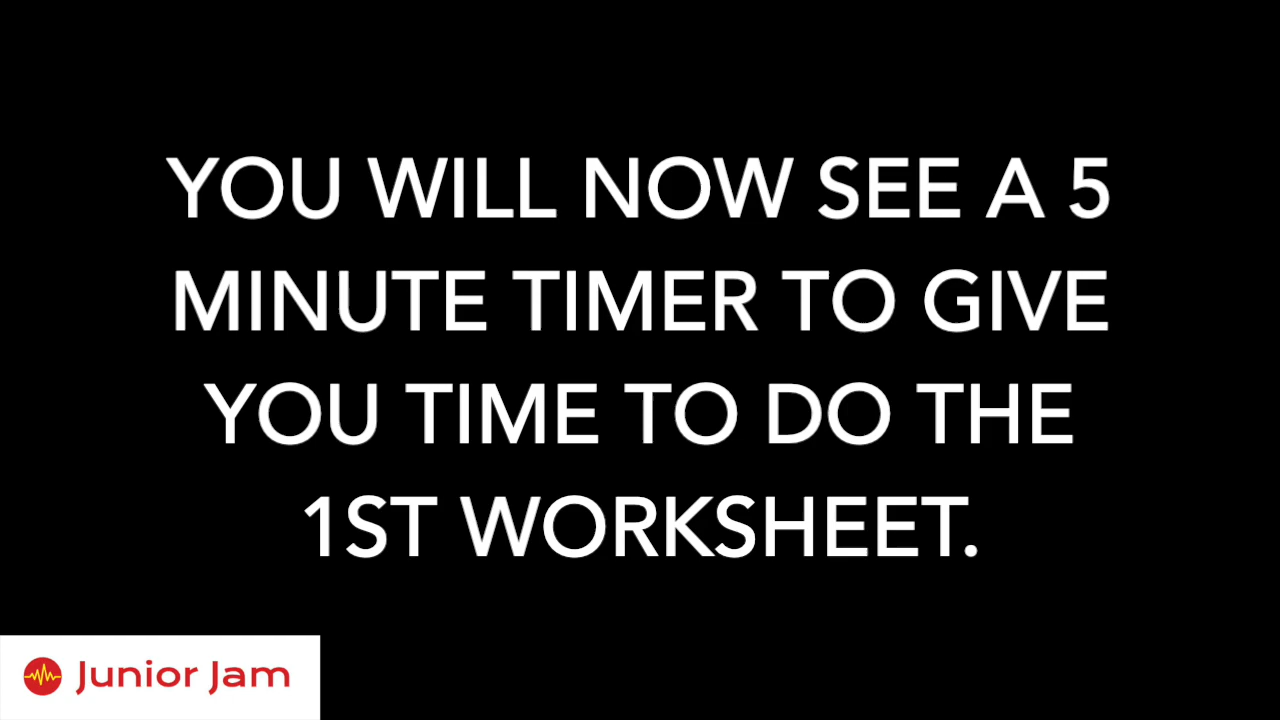 YOU WILL NOW SEE A 5
MINUTE TIMER TO GIVE
YOU TIME TO DO THE
1ST WORKSHEET.
Junior Jam